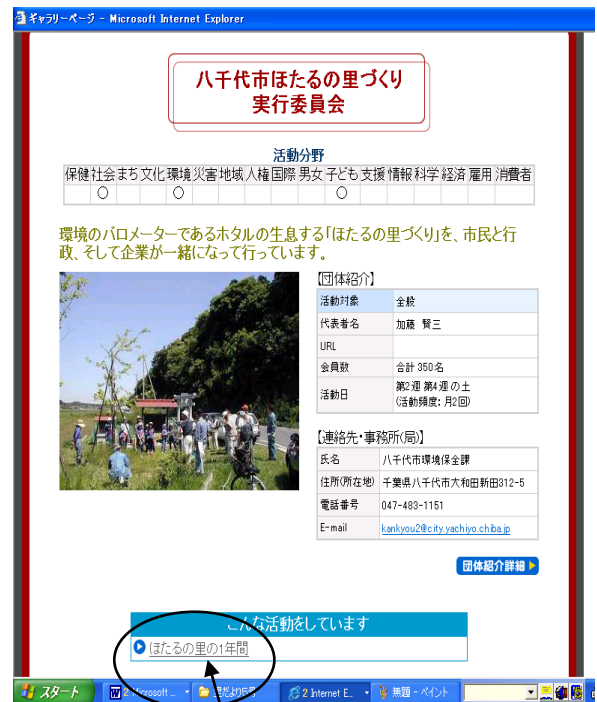 ギャラリーページ - Microsoft Internet Explorer
八千代市ほたるの里づくり
実行委員会
活動分野
保健 社会 まち 文化 環境 災害 地域 人権 国際 男女 子ども 支援 情報 科学 経済 雇用 消費者
○ ○ ○
環境のバロメーターであるホタルの生息する「ほたるの里づくり」を、市民と行
政、そして企業が一緒になって行っています。
【団体紹介】
活動対象 全般
代表者名 加藤 賢三
URL
会員数 合計 350名
活動日 第2週 第4週 の土
(活動頻度: 月2回)
【連絡先・事務所(局)】
氏名 八千代市環境保全課
住所(所在地) 千葉県八千代市大和田新田312-5
電話番号 047-483-1151
E-mail kankyou2@city.yachiyo.chiba.jp
団体紹介詳細
こんな活動をしています
ほたるの里の1年間
スタート 2 Microsoft .. 里だより5号 2 Internet E.. 無題 - ペイント